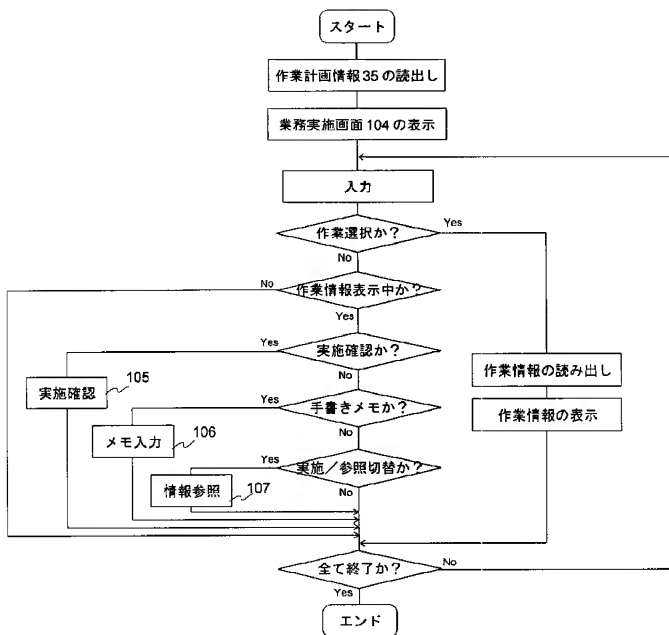 スタート
作業計画情報35の読出し
業務実施画面104の表示
入力
作業選択か？
Yes
No
作業情報表示中か？
No
Yes
実施確認か？
Yes
No
実施確認
105
作業情報の読み出し
手書きメモか？
Yes
No
メモ入力
106
作業情報の表示
実施／参照切替か？
Yes
No
情報参照
107
全て終了か？
No
Yes
エンド